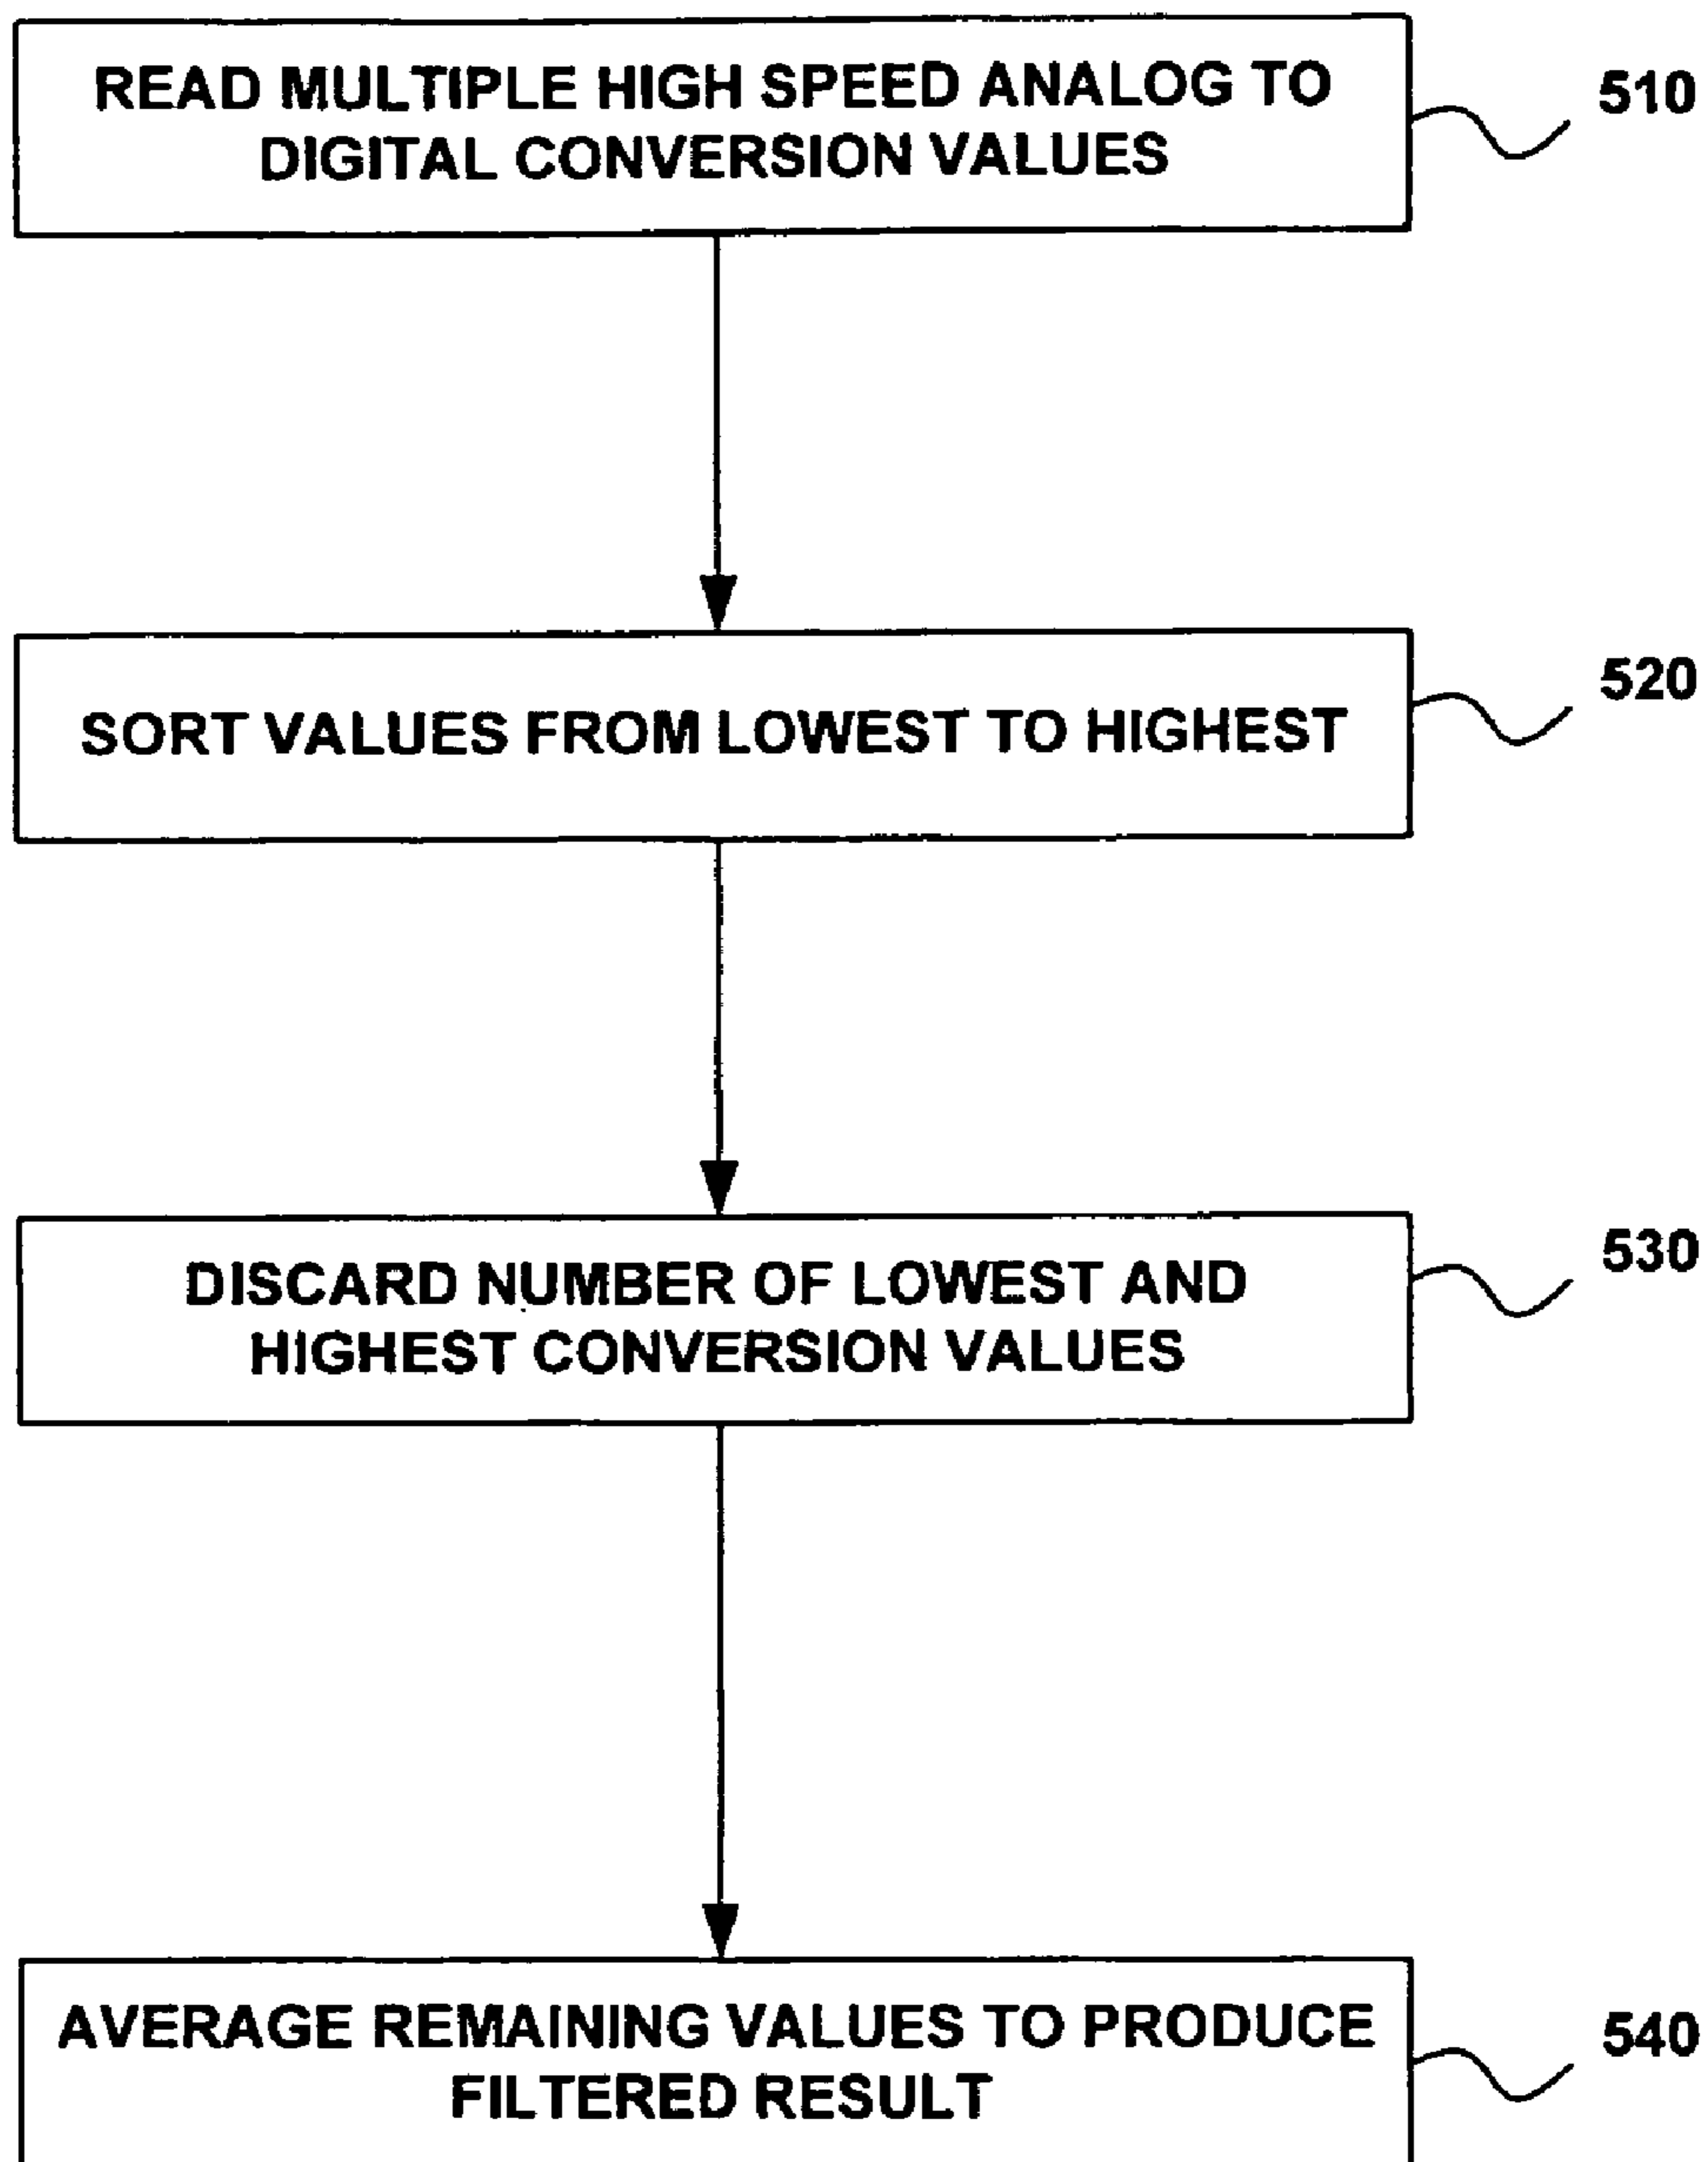 READ MULTIPLE HIGH SPEED ANALOG TO
DIGITAL CONVERSION VALUES
510
SORT VALUES FROM LOWEST TO HIGHEST
520
DISCARD NUMBER OF LOWEST AND
HIGHEST CONVERSION VALUES
530
AVERAGE REMAINING VALUES TO PRODUCE
FILTERED RESULT
540